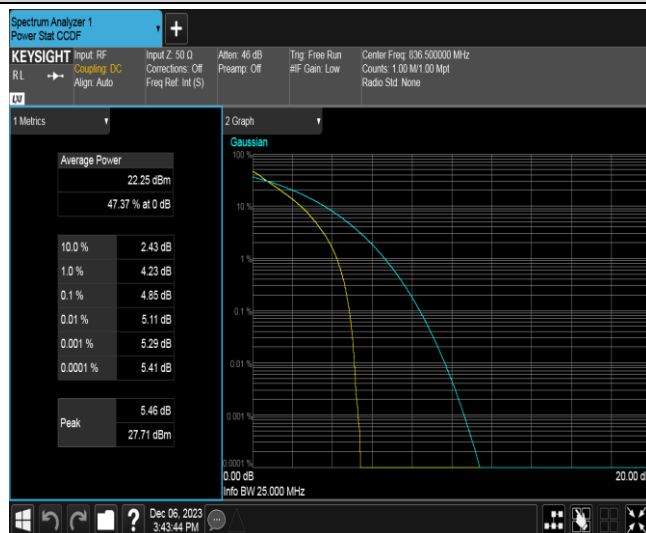 Spectrum Analyzer 1
Power Stat CCDF
+
KEYSIGHT
RL
LXI
Input: RF
Coupling: DC
Align: Auto
Input Z: 50 Ω
Corrections: Off
Freq Ref: Int (S)
Atten: 46 dB
Preamp: Off
Trig: Free Run
#IF Gain: Low
Center Freq: 836.500000 MHz
Counts: 1.00 M/1.00 Mpt
Radio Std: None
1 Metrics
Average Power
22.25 dBm
47.37 % at 0 dB
10.0 % 2.43 dB
1.0 % 4.23 dB
0.1 % 4.85 dB
0.01 % 5.11 dB
0.001 % 5.29 dB
0.0001 % 5.41 dB
Peak 5.46 dB
27.71 dBm
2 Graph
Gaussian
100 %
10 %
1 %
0.1 %
0.01 %
0.001 %
0.0001 %
0.00 dB 20.00 d
Info BW 25.000 MHz
?
Dec 06, 2023
3:43:44 PM